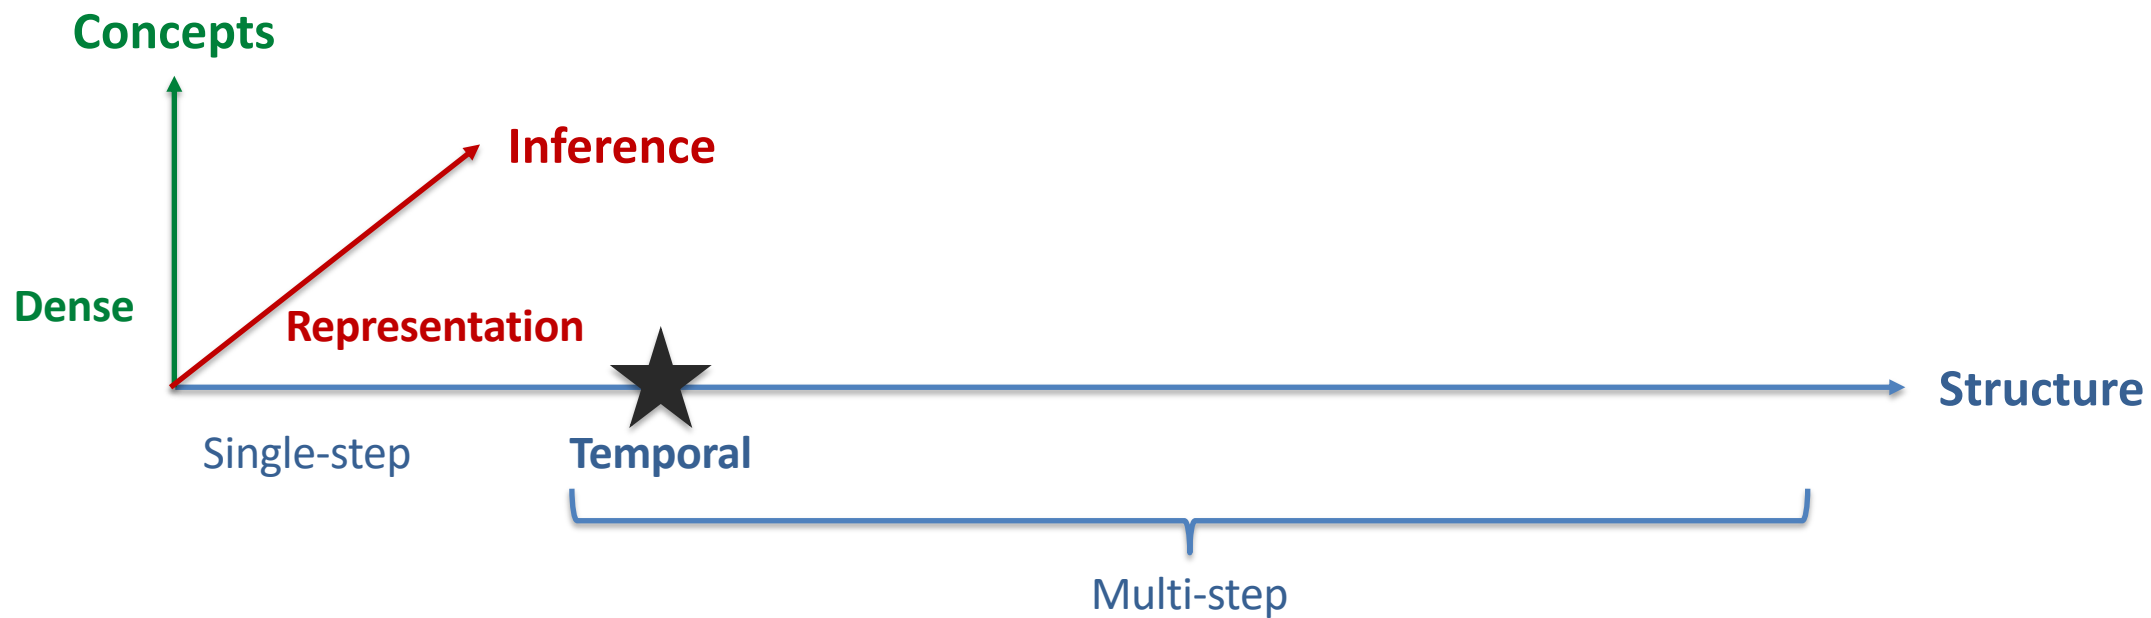 Concepts
Inference
Dense
Representation
Structure
Single-step
Temporal
Multi-step